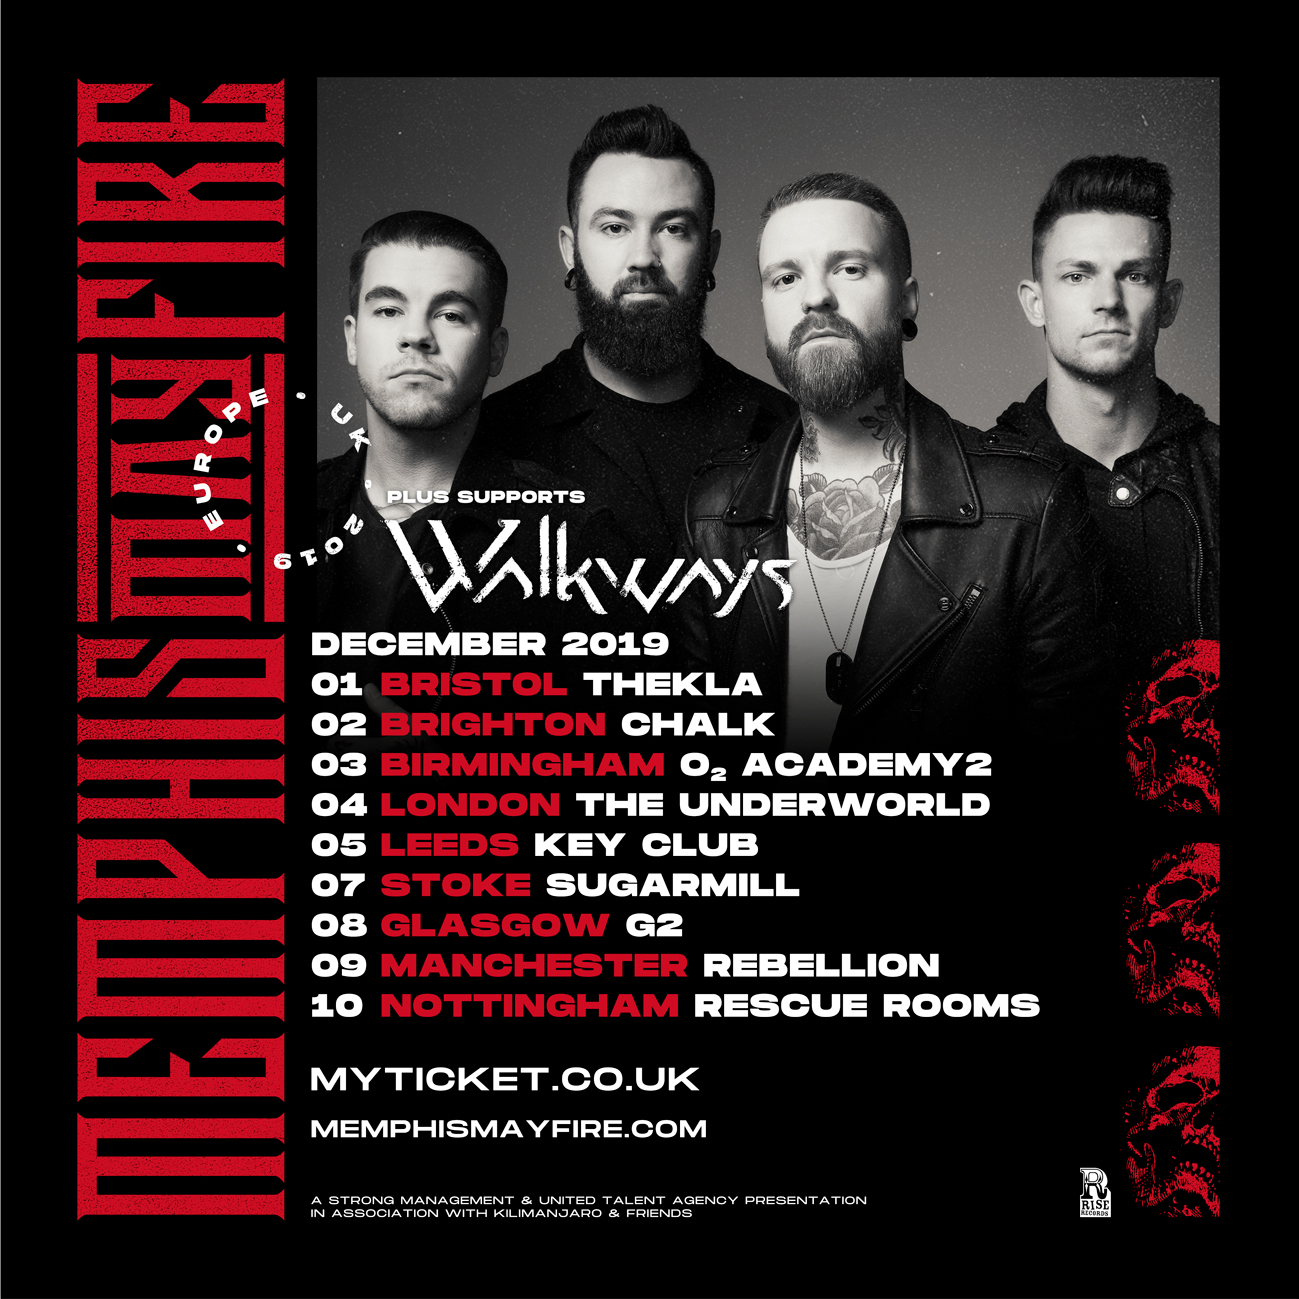 MEMPHIS MAY FIRE
EUROPE • UK • 2019 •
PLUS SUPPORTS
Walkways
DECEMBER 2019
01 BRISTOL THEKLA
02 BRIGHTON CHALK
03 BIRMINGHAM O₂ ACADEMY2
04 LONDON THE UNDERWORLD
05 LEEDS KEY CLUB
07 STOKE SUGARMILL
08 GLASGOW G2
09 MANCHESTER REBELLION
10 NOTTINGHAM RESCUE ROOMS
MYTICKET.CO.UK
MEMPHISMAYFIRE.COM
A STRONG MANAGEMENT & UNITED TALENT AGENCY PRESENTATION
IN ASSOCIATION WITH KILIMANJARO & FRIENDS
R
RISE
RECORDS